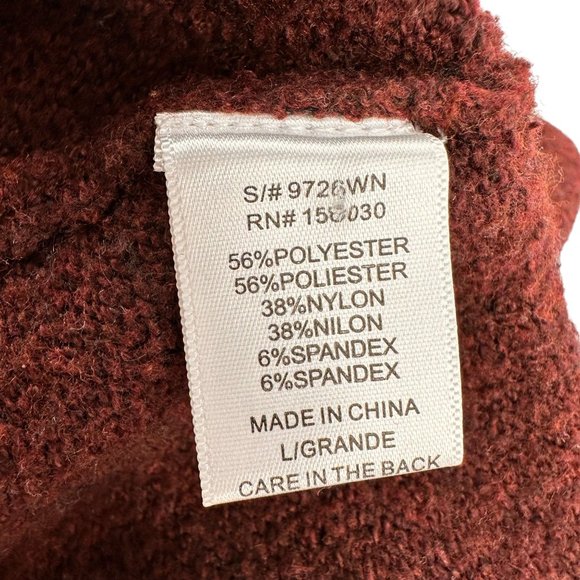 S/# 9726WN
RN# 158030
56%POLYESTER
56%POLIESTER
38%NYLON
38%NILON
6%SPANDEX
6%SPANDEX
MADE IN CHINA
L/GRANDE
CARE IN THE BACK